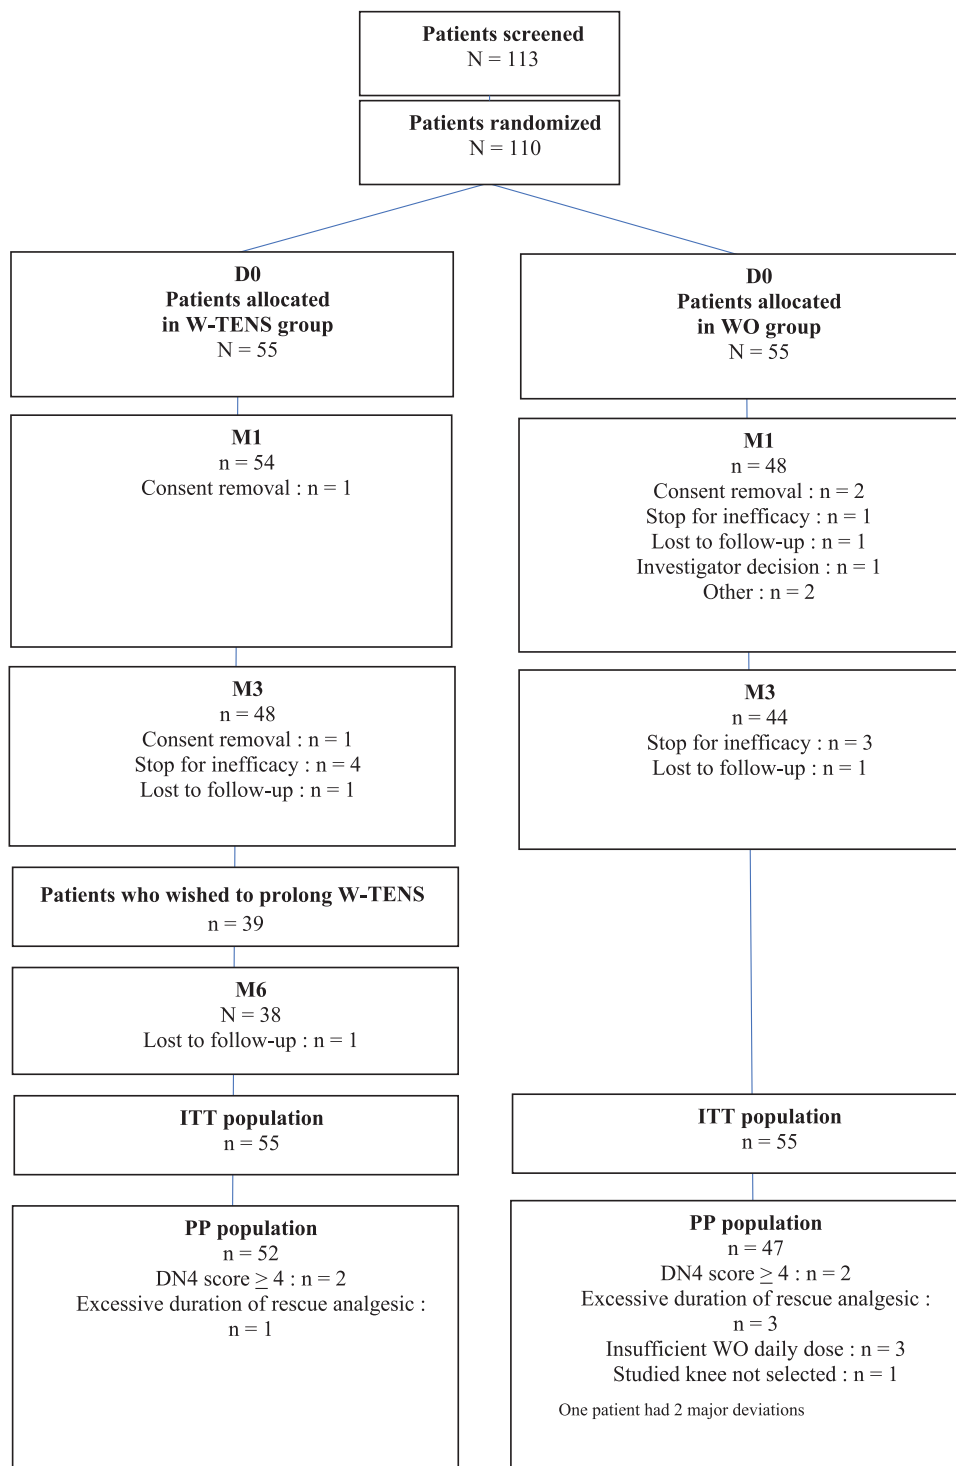 Patients screened
N = 113
Patients randomized
N = 110
D0
Patients allocated
in W-TENS group
N = 55
D0
Patients allocated
in WO group
N = 55
M1
n = 54
Consent removal : n = 1
M1
n = 48
Consent removal : n = 2
Stop for inefficacy : n = 1
Lost to follow-up : n = 1
Investigator decision : n = 1
Other : n = 2
M3
n = 48
Consent removal : n = 1
Stop for inefficacy : n = 4
Lost to follow-up : n = 1
M3
n = 44
Stop for inefficacy : n = 3
Lost to follow-up : n = 1
Patients who wished to prolong W-TENS
n = 39
M6
N = 38
Lost to follow-up : n = 1
ITT population
n = 55
ITT population
n = 55
PP population
n = 52
DN4 score ≥ 4 : n = 2
Excessive duration of rescue analgesic :
n = 1
PP population
n = 47
DN4 score ≥ 4 : n = 2
Excessive duration of rescue analgesic :
n = 3
Insufficient WO daily dose : n = 3
Studied knee not selected : n = 1
One patient had 2 major deviations